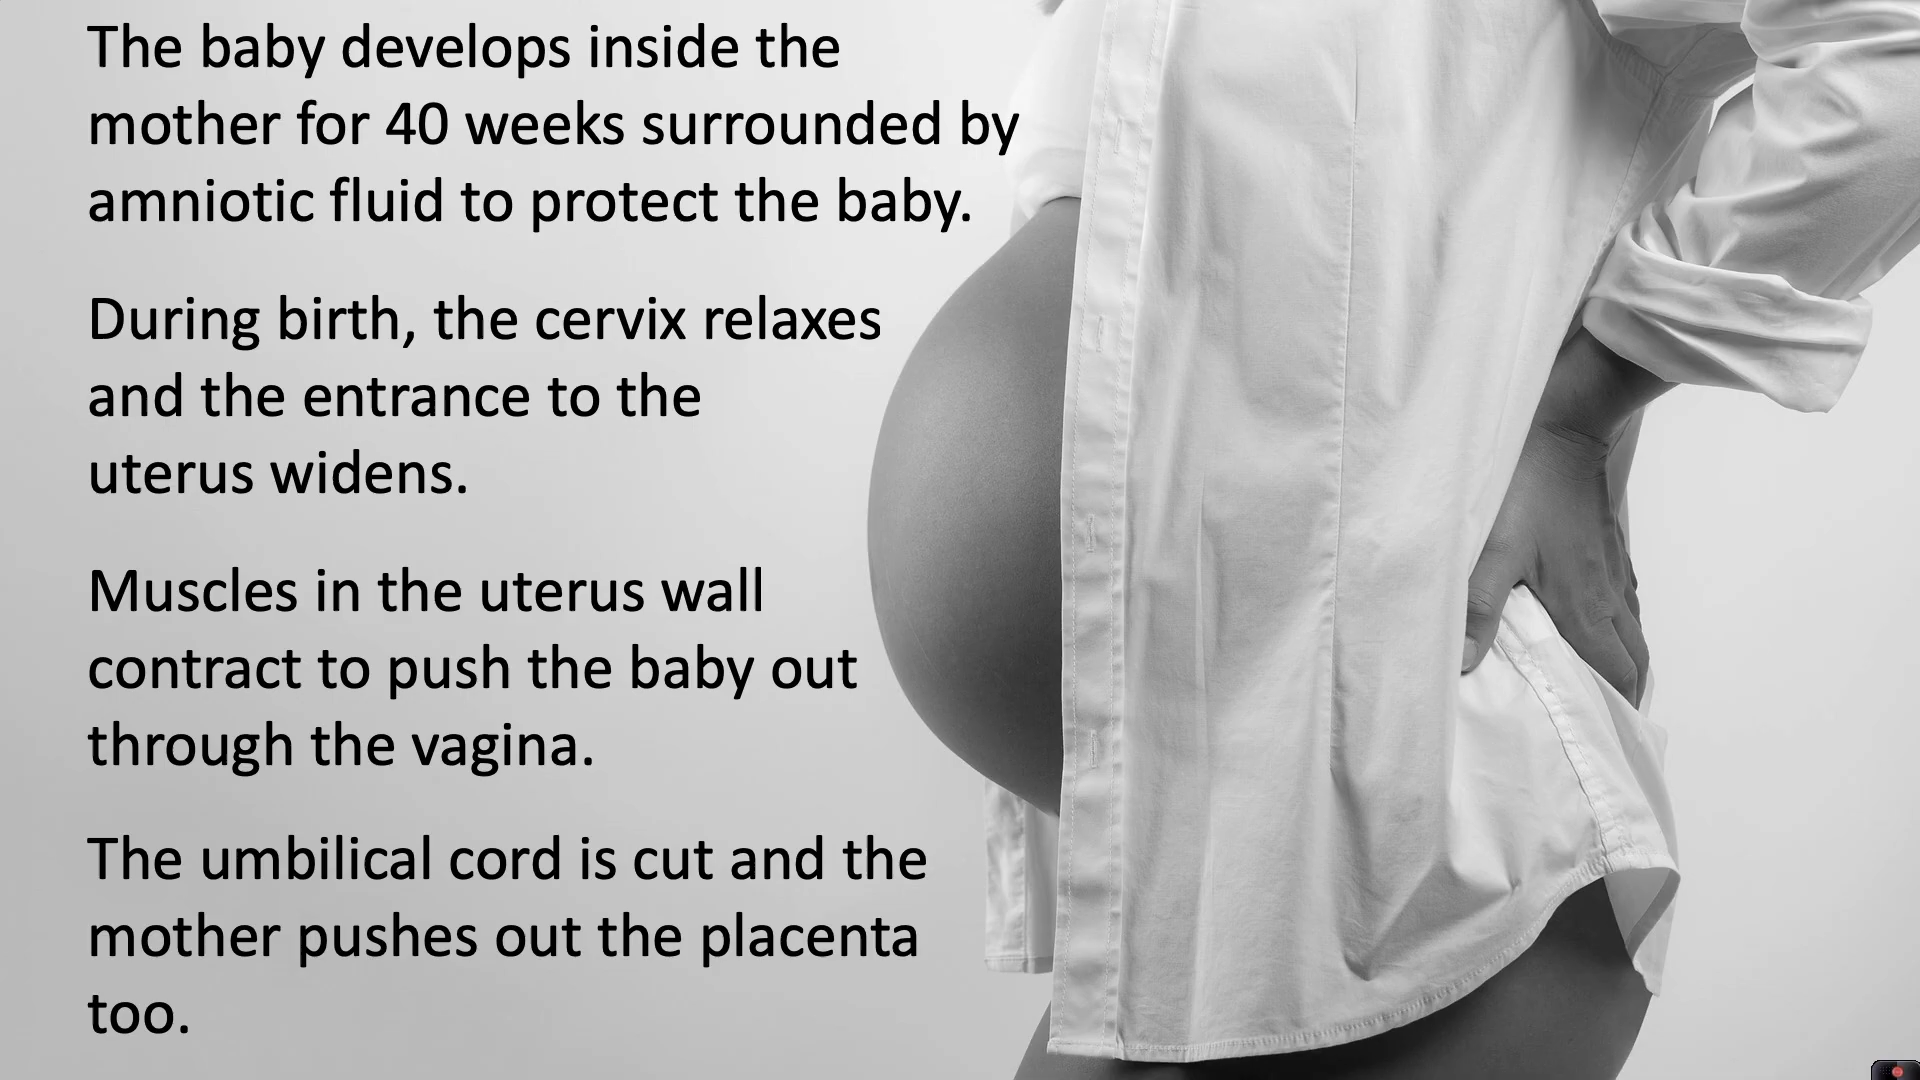 The baby develops inside the
mother for 40 weeks surrounded by
amniotic fluid to protect the baby.
During birth, the cervix relaxes
and the entrance to the
uterus widens.
Muscles in the uterus wall
contract to push the baby out
through the vagina.
The umbilical cord is cut and the
mother pushes out the placenta
too.